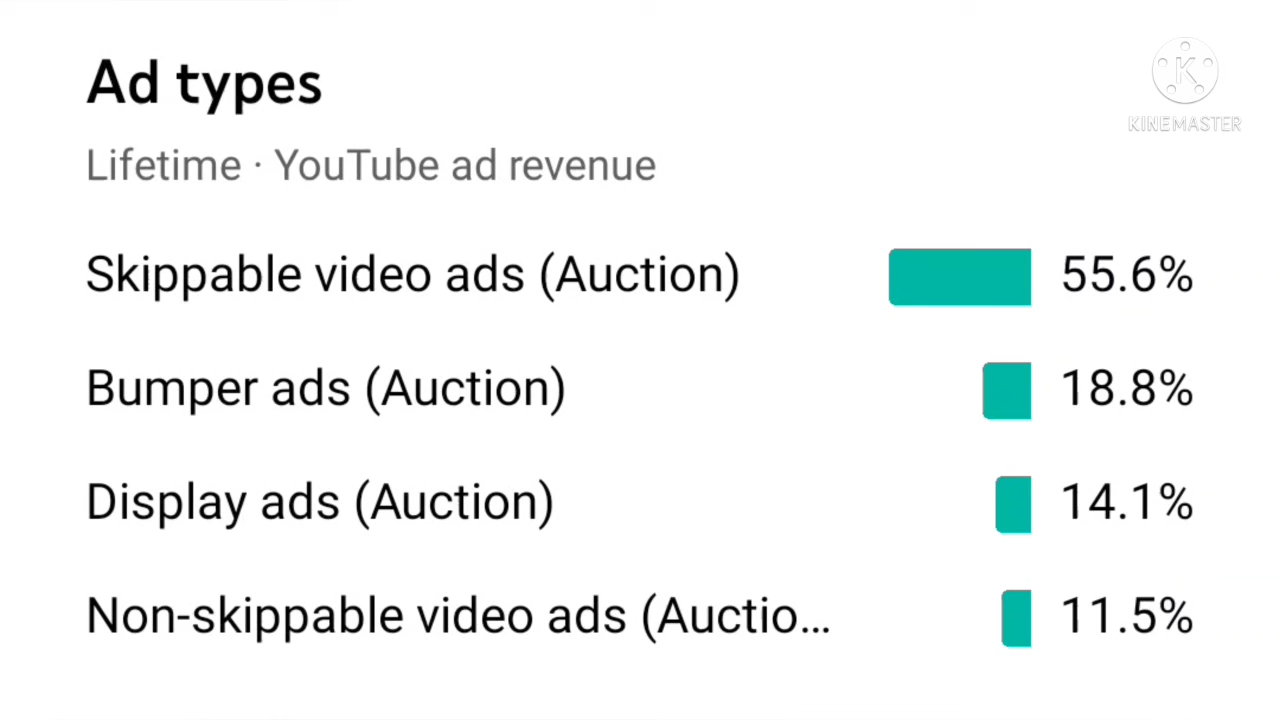 Ad types
Lifetime · YouTube ad revenue
Skippable video ads (Auction) 55.6%
Bumper ads (Auction) 18.8%
Display ads (Auction) 14.1%
Non-skippable video ads (Auctio... 11.5%
K
KINEMASTER